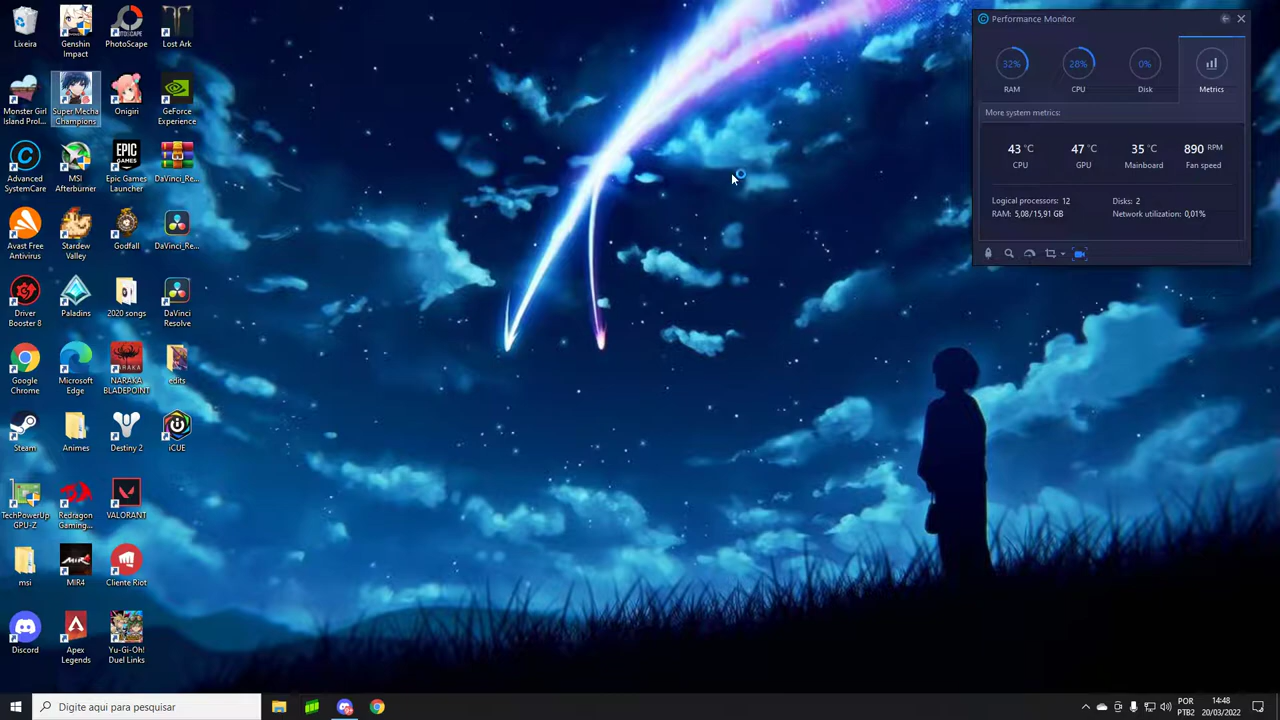 Lixeira
Genshin
Impact
PhotoScape
Lost Ark
Monster Girl
Island Prol...
Super Mecha
Champions
Onigiri
GeForce
Experience
Advanced
SystemCare
MSI
Afterburner
EPIC
GAMES
Epic Games
Launcher
DaVinci_Re...
Avast Free
Antivirus
Stardew
Valley
Godfall
DaVinci_Re...
Driver
Booster 8
Paladins
2020 songs
DaVinci
Resolve
Google
Chrome
Microsoft
Edge
NARAKA
NARAKA
BLADEPOINT
edits
Steam
Animes
Destiny 2
iCUE
TechPowerUp
GPU-Z
Redragon
Gaming...
VALORANT
msi
MIR4
MIR4
Cliente Riot
Discord
Apex
Legends
Yu-Gi-Oh!
Duel Links
Performance Monitor
32%
28%
0%
RAM
CPU
Disk
Metrics
More system metrics:
43 °C
47 °C
35 °C
890 RPM
CPU
GPU
Mainboard
Fan speed
Logical processors: 12
Disks: 2
RAM: 5,08/15,91 GB
Network utilization: 0,01%
Digite aqui para pesquisar
POR
PTB2
14:48
20/03/2022